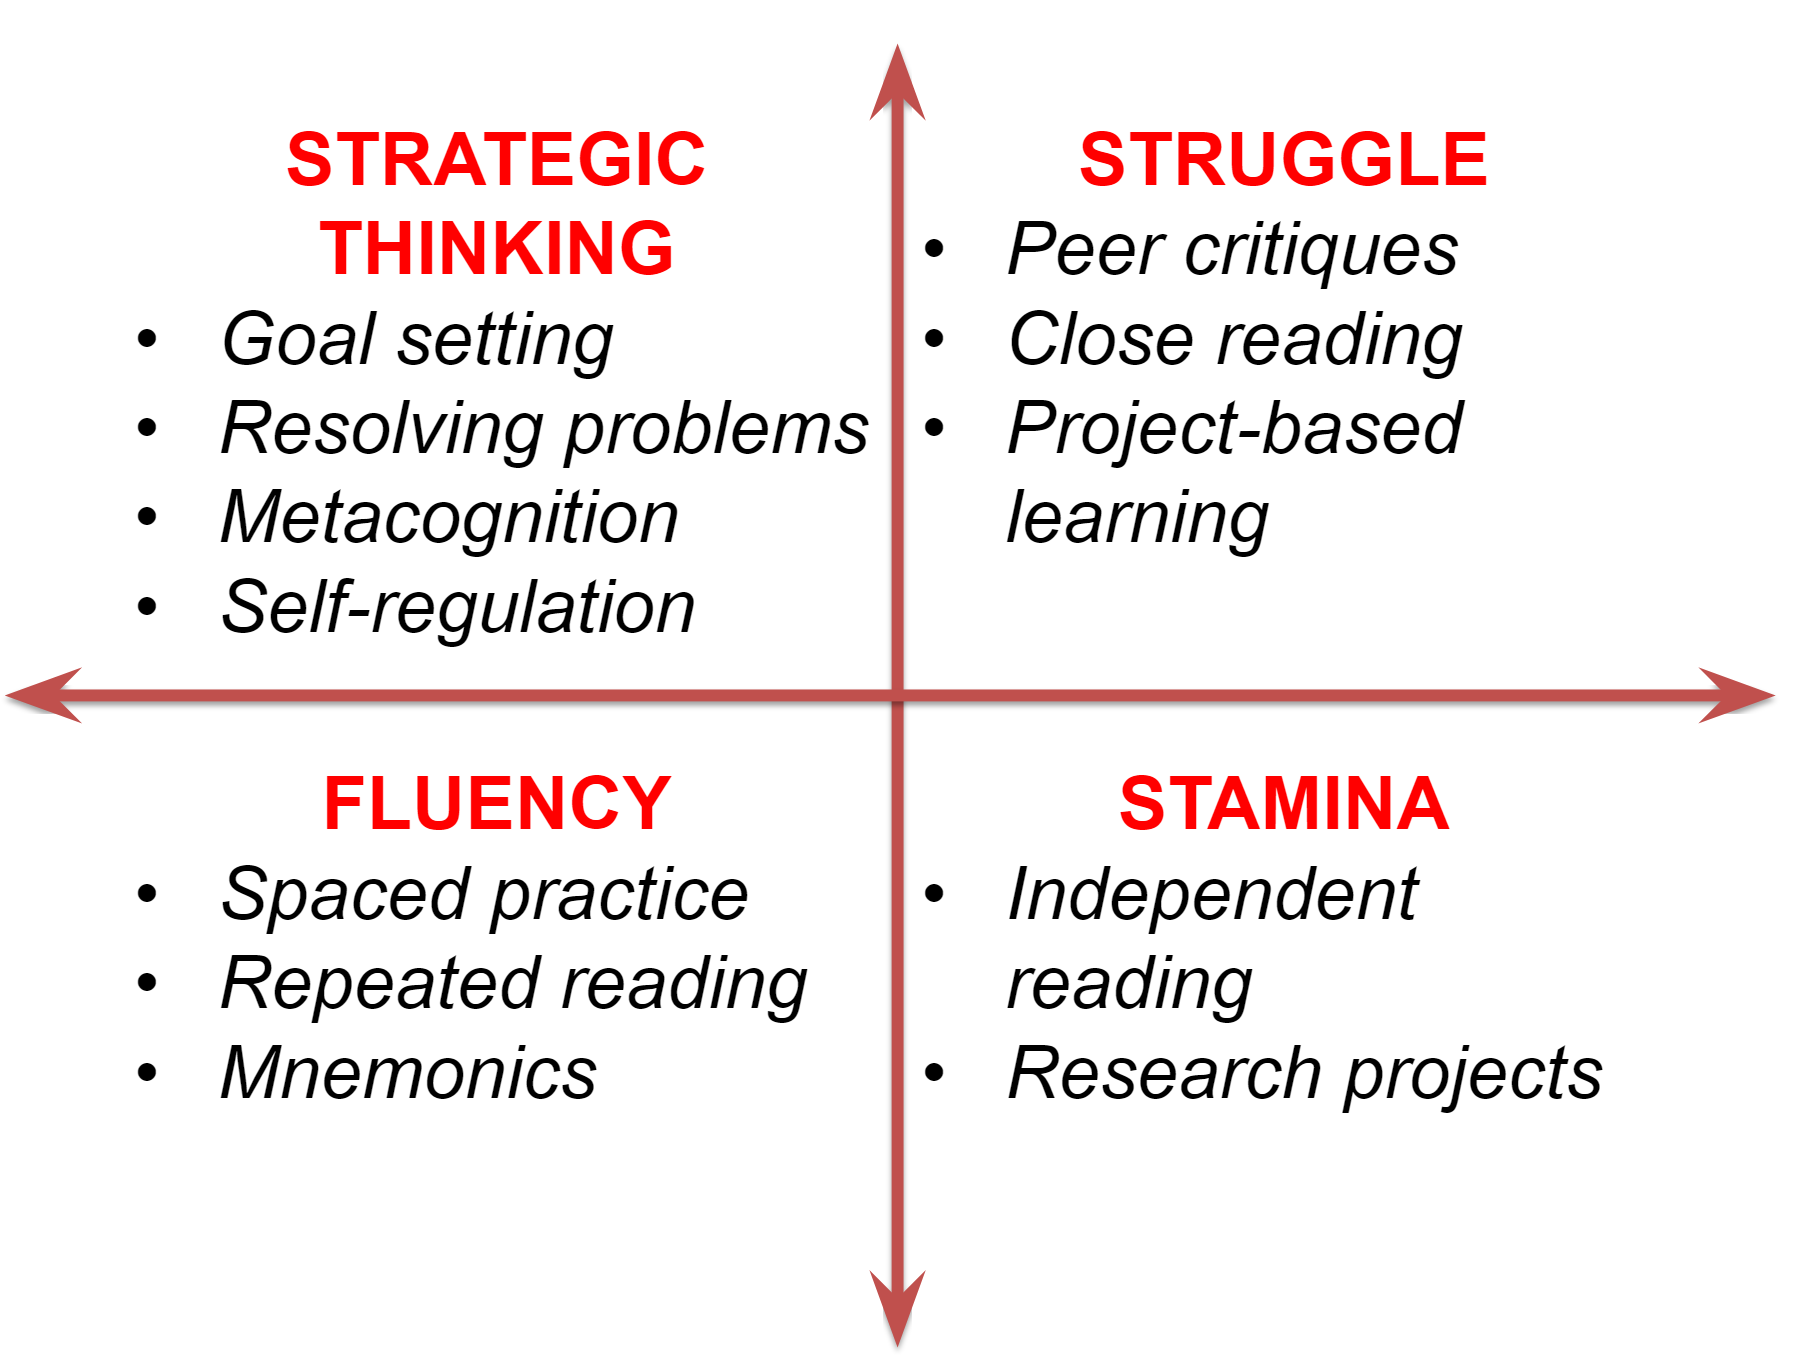 STRATEGIC
THINKING
• Goal setting
• Resolving problems
• Metacognition
• Self-regulation
STRUGGLE
• Peer critiques
• Close reading
• Project-based
learning
FLUENCY
• Spaced practice
• Repeated reading
• Mnemonics
STAMINA
• Independent
reading
• Research projects